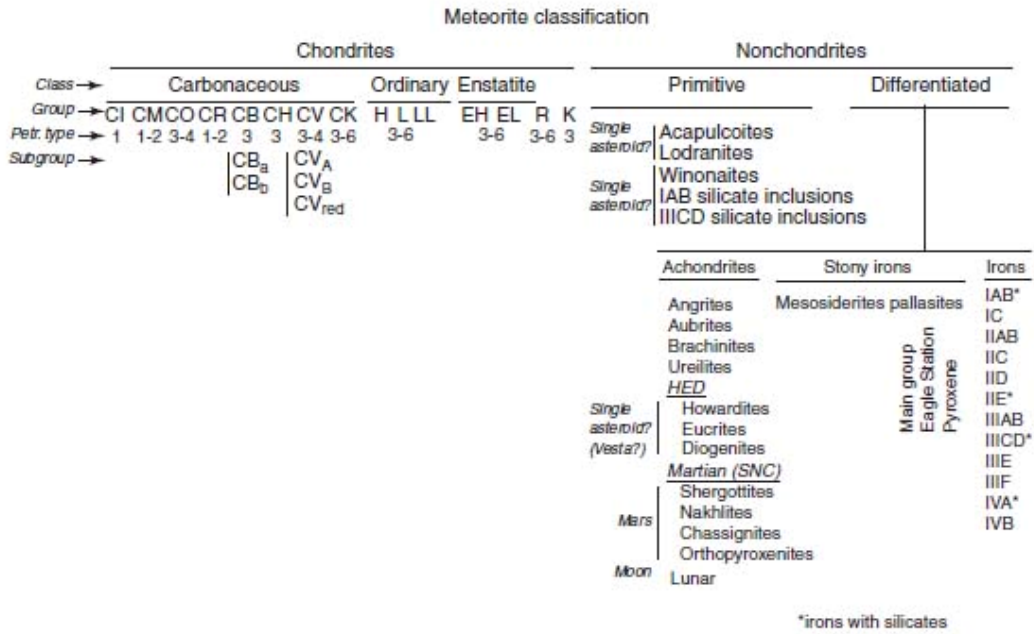 Meteorite classification
Chondrites
Nonchondrites
Class → Carbonaceous Ordinary Enstatite
Primitive
Differentiated
Group → CI CM CO CR CB CH CV CK H L LL EH EL R K
Petr. type → 1 1-2 3-4 1-2 3 3 3-4 3-6 3-6 3-6 3-6 3
Subgroup → CBa CVA
CBb CVB
CVred
Single asteroid?
Acapulcoites
Lodranites
Single asteroid?
Winonaites
IAB silicate inclusions
IIICD silicate inclusions
Achondrites
Angrites
Aubrites
Brachinites
Ureilites
HED
Single asteroid? (Vesta?)
Howardites
Eucrites
Diogenites
Martian (SNC)
Mars
Shergottites
Nakhlites
Chassignites
Orthopyroxenites
Moon Lunar
Stony irons
Mesosiderites pallasites
Main group
Eagle Station
Pyroxene
Irons
IAB*
IC
IIAB
IIC
IID
IIE*
IIIAB
IIICD*
IIIE
IIIF
IVA*
IVB
*irons with silicates